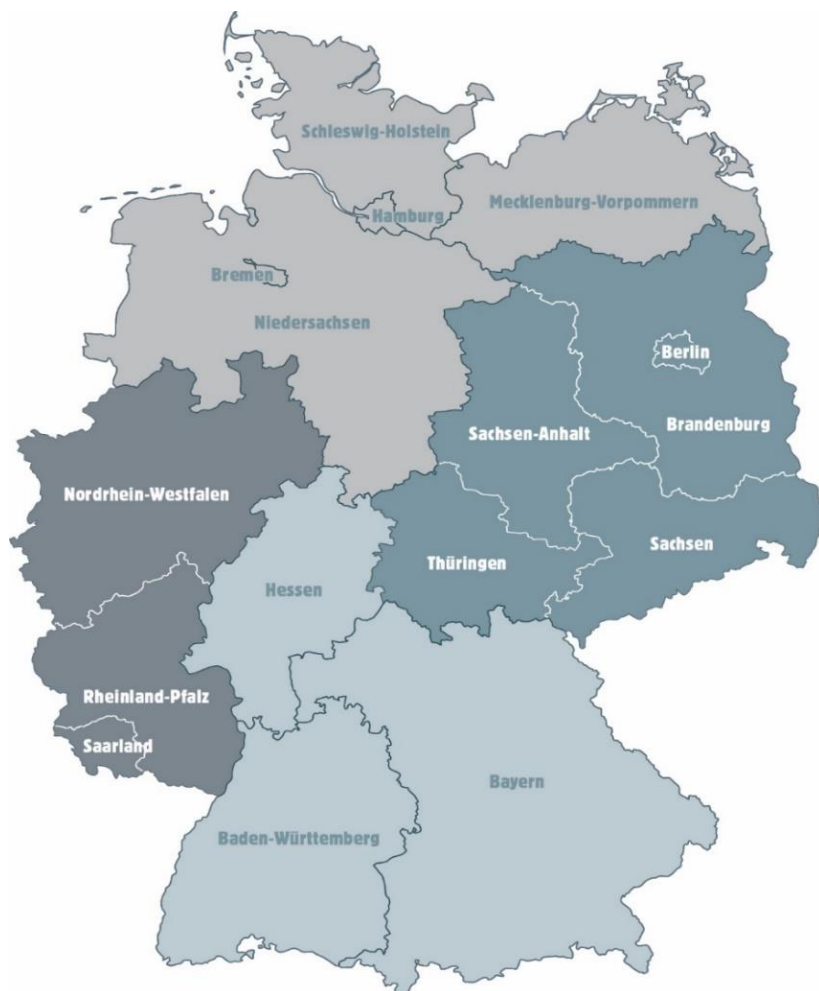 Schleswig-Holstein
Mecklenburg-Vorpommern
Hamburg
Bremen
Niedersachsen
Berlin
Brandenburg
Sachsen-Anhalt
Nordrhein-Westfalen
Sachsen
Thüringen
Hessen
Rheinland-Pfalz
Saarland
Bayern
Baden-Württemberg